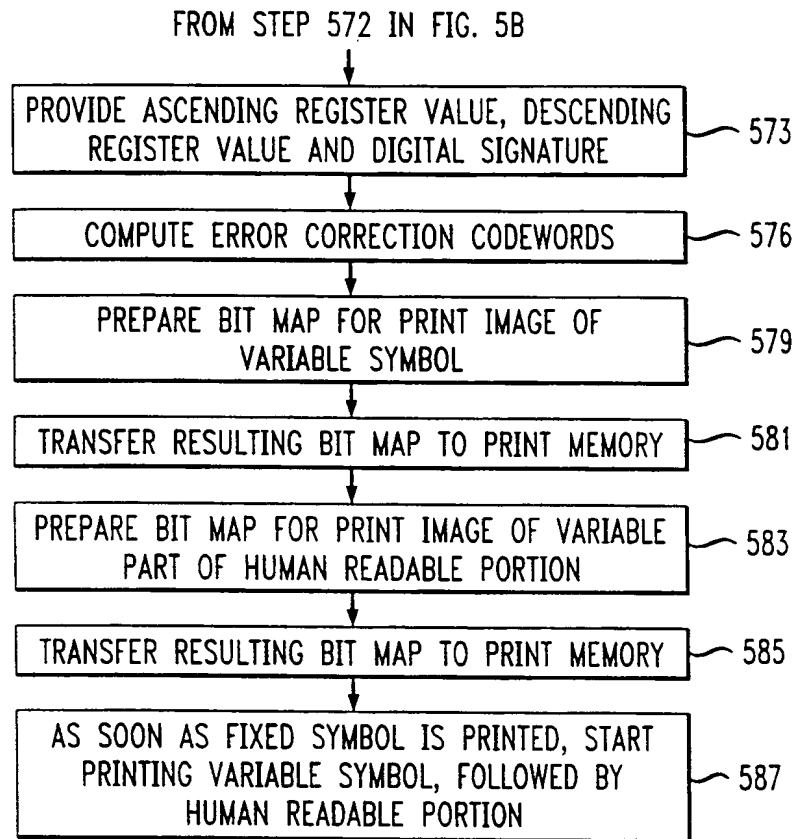 FROM STEP 572 IN FIG. 5B
PROVIDE ASCENDING REGISTER VALUE, DESCENDING
REGISTER VALUE AND DIGITAL SIGNATURE
573
COMPUTE ERROR CORRECTION CODEWORDS
576
PREPARE BIT MAP FOR PRINT IMAGE OF
VARIABLE SYMBOL
579
TRANSFER RESULTING BIT MAP TO PRINT MEMORY
581
PREPARE BIT MAP FOR PRINT IMAGE OF VARIABLE
PART OF HUMAN READABLE PORTION
583
TRANSFER RESULTING BIT MAP TO PRINT MEMORY
585
AS SOON AS FIXED SYMBOL IS PRINTED, START
PRINTING VARIABLE SYMBOL, FOLLOWED BY
HUMAN READABLE PORTION
587